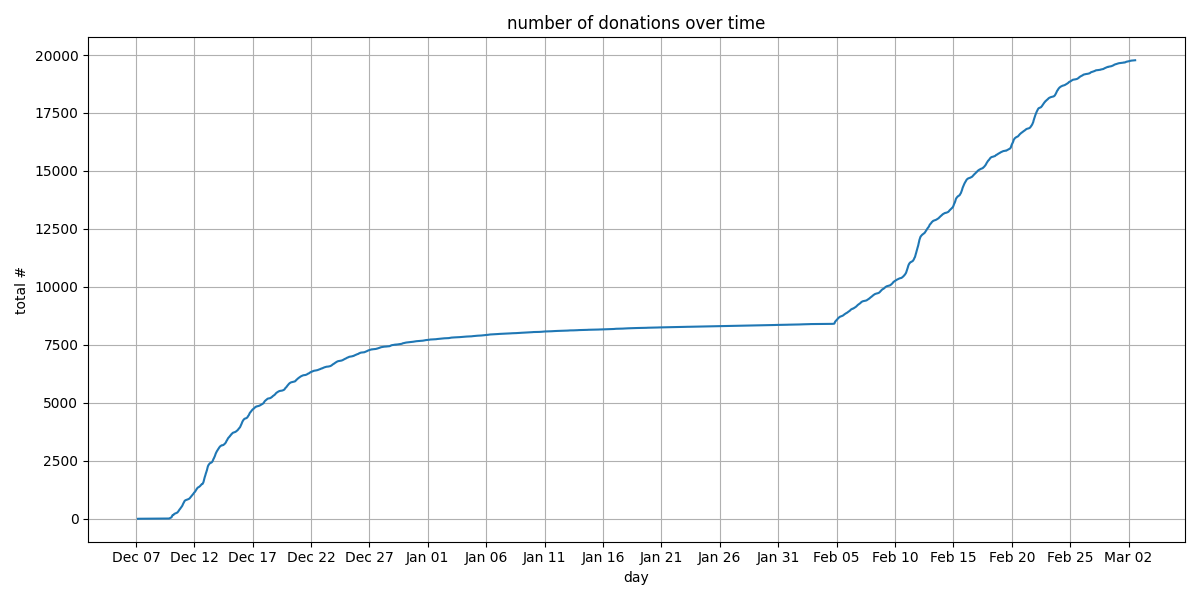 number of donations over time
total #
20000
17500
15000
12500
10000
7500
5000
2500
0
Dec 07 Dec 12 Dec 17 Dec 22 Dec 27 Jan 01 Jan 06 Jan 11 Jan 16 Jan 21 Jan 26 Jan 31 Feb 05 Feb 10 Feb 15 Feb 20 Feb 25 Mar 02
day